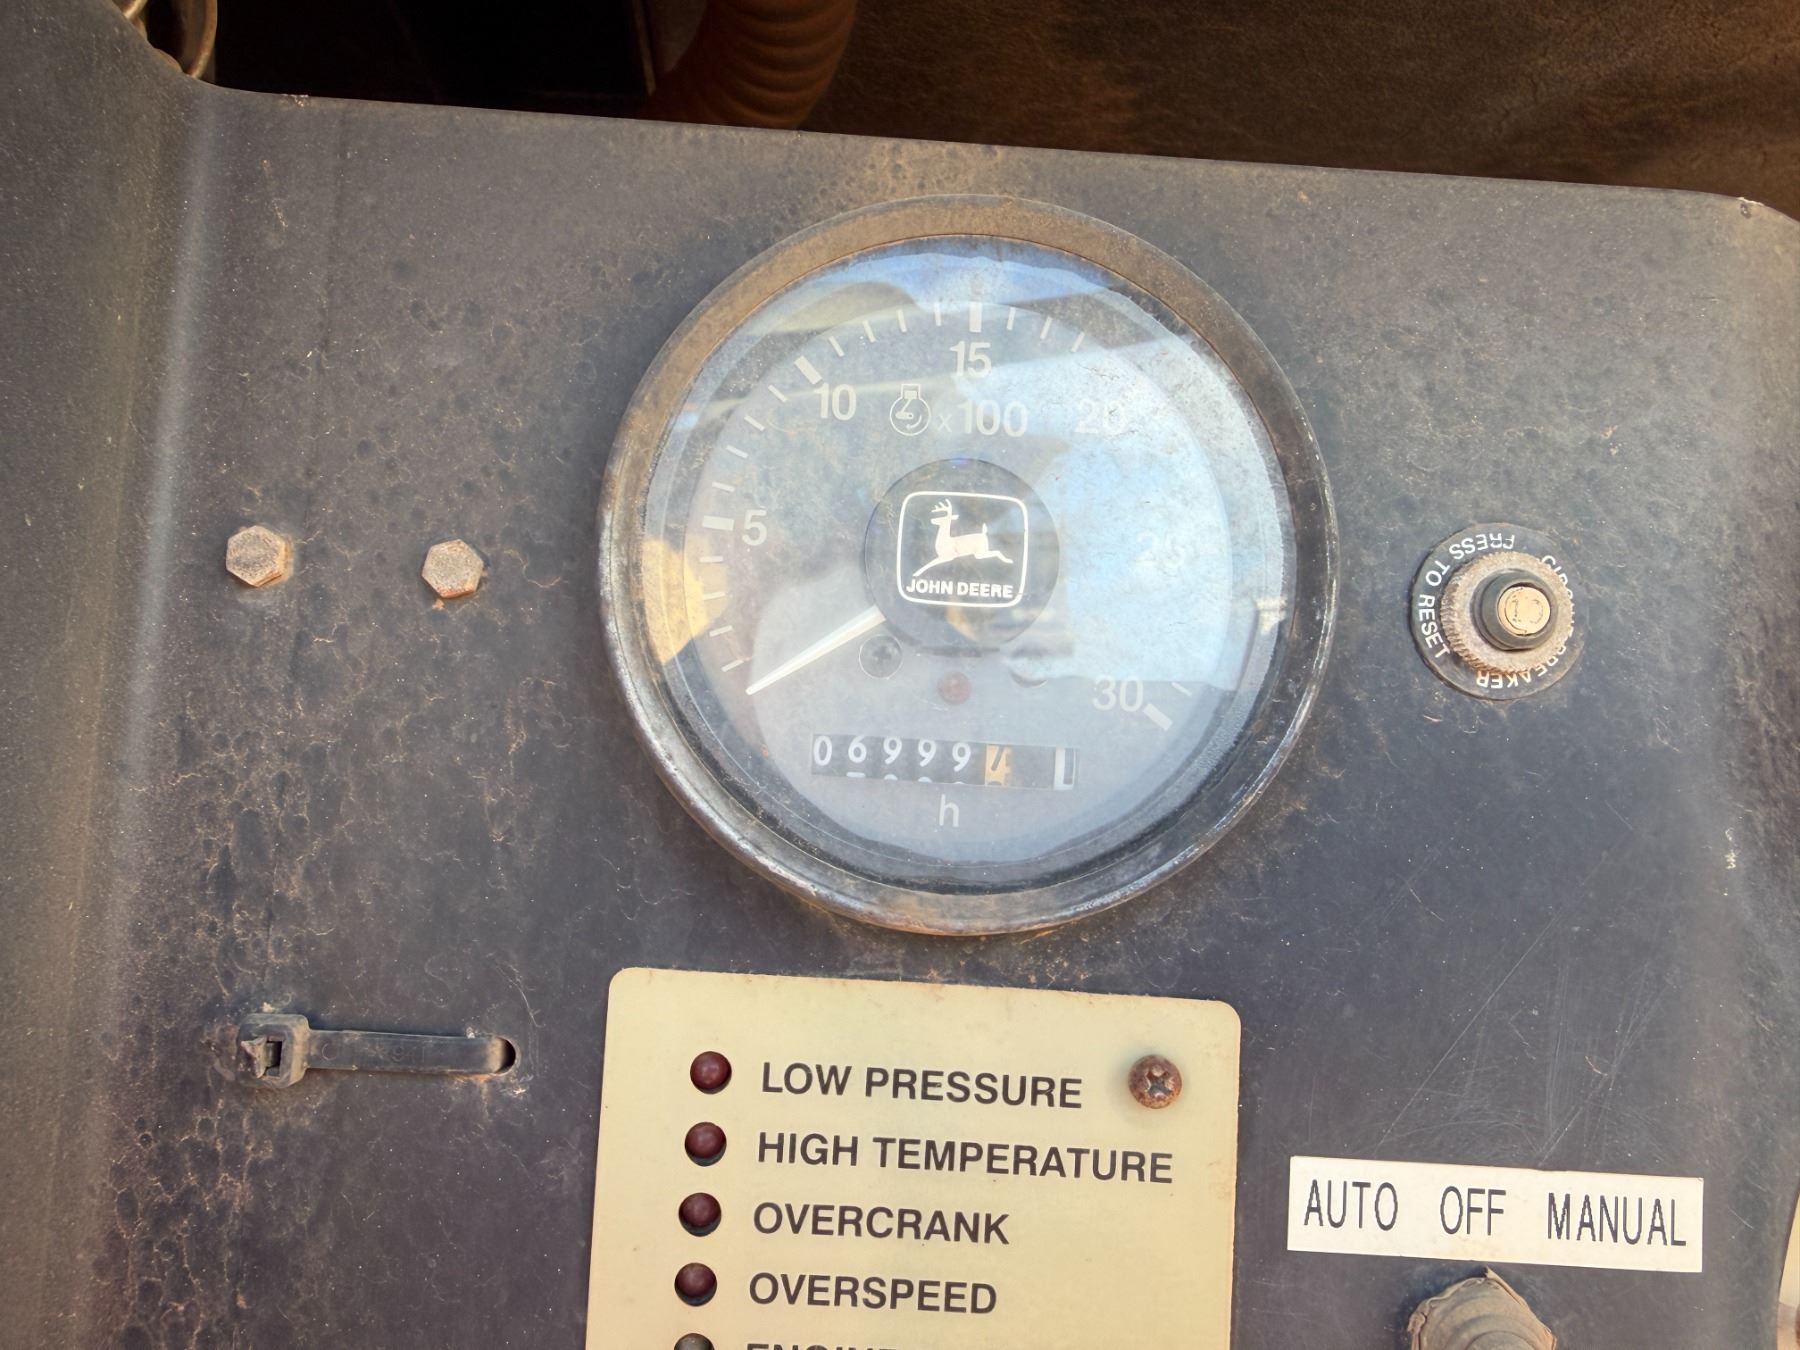 15
10
x100
20
5
JOHN DEERE
25
30
06999
h
CIRCUIT BREAKER
PRESS TO RESET
LOW PRESSURE
HIGH TEMPERATURE
OVERCRANK
OVERSPEED
AUTO OFF MANUAL